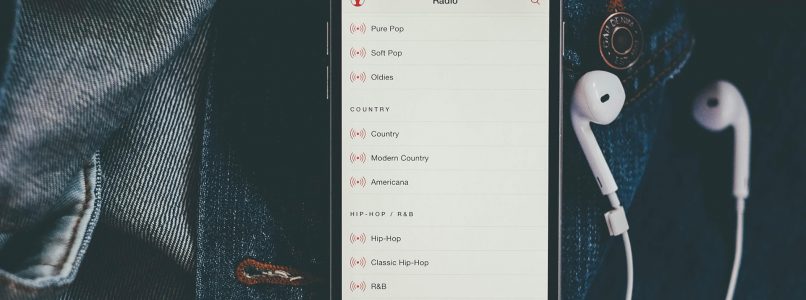 Radio
Pure Pop
Soft Pop
Oldies
COUNTRY
Country
Modern Country
Americana
HIP-HOP / R&B
Hip-Hop
Classic Hip-Hop
R&B